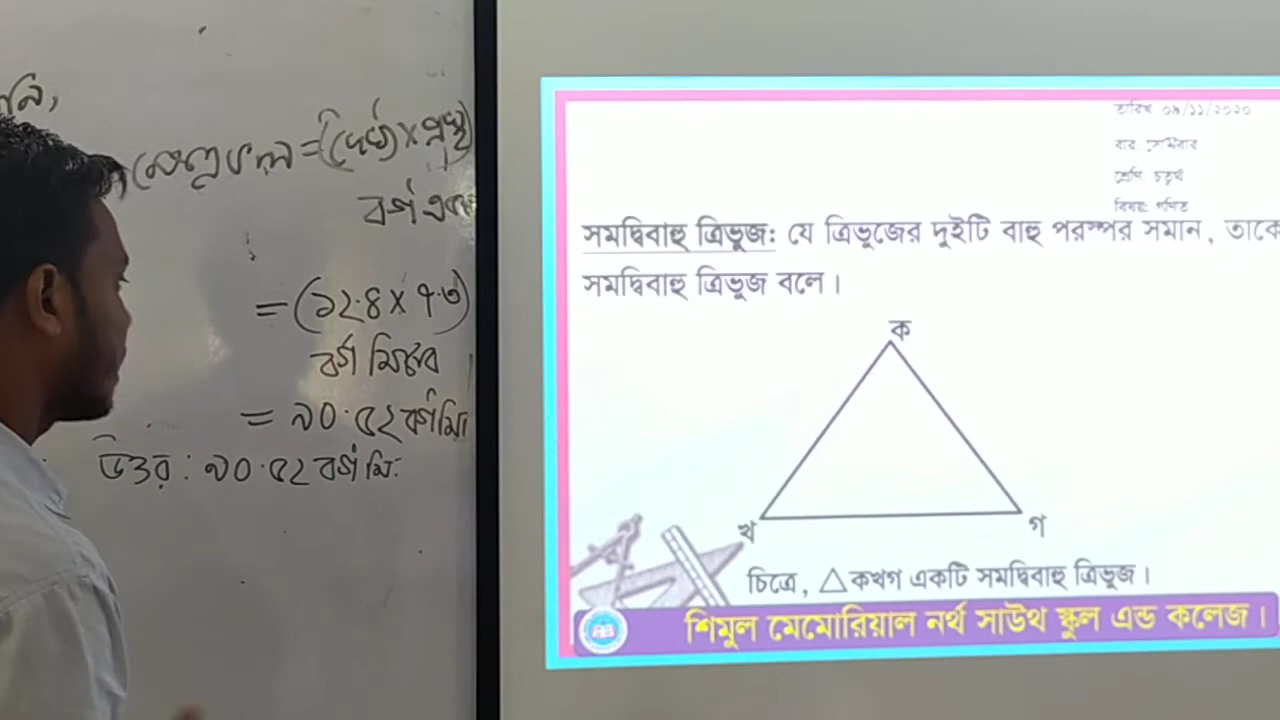 ক্ষেত্রফল = (দৈর্ঘ্য × প্রস্থ)
বর্গ একক
= (১২.৪ × ৭.৩)
বর্গ মিটার
= ৯০.৫২ বর্গমি
উত্তর : ৯০.৫২ বর্গ মি.
তারিখ ০৯/১১/২০২০
বার: সোমবার
শ্রেণি: চতুর্থ
বিষয়: গণিত
সমদ্বিবাহু ত্রিভুজ: যে ত্রিভুজের দুইটি বাহু পরস্পর সমান, তাকে
সমদ্বিবাহু ত্রিভুজ বলে।
ক
খ
গ
চিত্রে, △কখগ একটি সমদ্বিবাহু ত্রিভুজ।
শিমুল মেমোরিয়াল নর্থ সাউথ স্কুল এন্ড কলেজ।